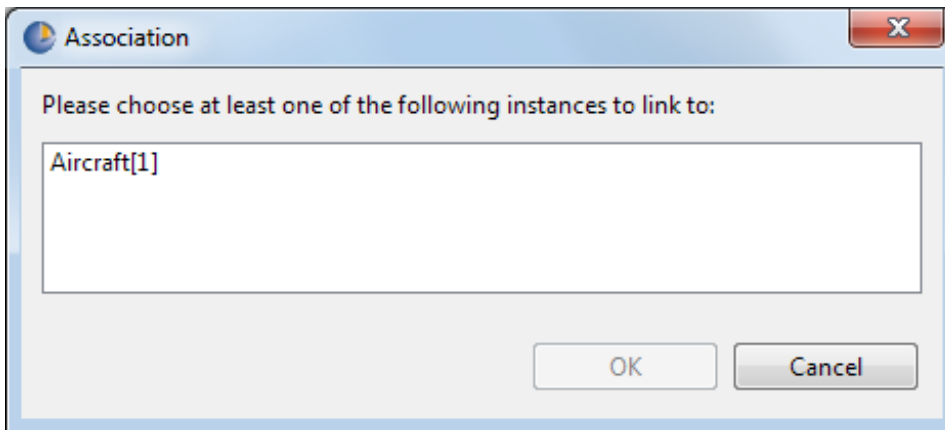 Association
Please choose at least one of the following instances to link to:
Aircraft[1]
OK
Cancel